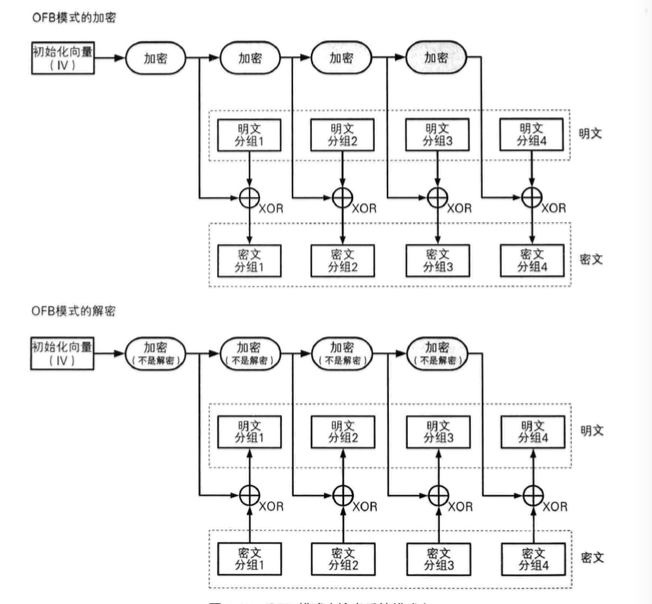 OFB模式的加密
初始化向量
（IV）
加密
加密
加密
加密
明文
分组1
明文
分组2
明文
分组3
明文
分组4
明文
XOR
XOR
XOR
XOR
密文
分组1
密文
分组2
密文
分组3
密文
分组4
密文
OFB模式的解密
初始化向量
（IV）
加密
（不是解密）
加密
（不是解密）
加密
（不是解密）
加密
（不是解密）
明文
分组1
明文
分组2
明文
分组3
明文
分组4
明文
XOR
XOR
XOR
XOR
密文
分组1
密文
分组2
密文
分组3
密文
分组4
密文